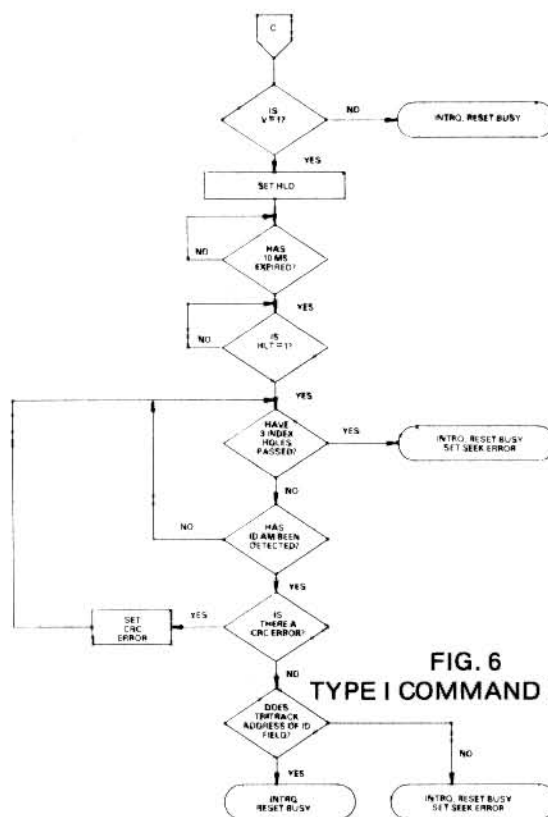 C
IS
V = 1?
NO
INTRQ, RESET BUSY
YES
SET HLD
HAS
10 MS
EXPIRED?
NO
YES
IS
HLT = 1?
NO
YES
HAVE
3 INDEX
HOLES
PASSED?
YES
INTRQ, RESET BUSY
SET SEEK ERROR
NO
HAS
ID AM BEEN
DETECTED?
NO
YES
IS
THERE A
CRC ERROR?
YES
SET
CRC
ERROR
NO
FIG. 6
TYPE I COMMAND
DOES
ADDRESS OF ID
FIELD?
NO
YES
INTRQ
RESET BUSY
INTRQ, RESET BUSY
SET SEEK ERROR